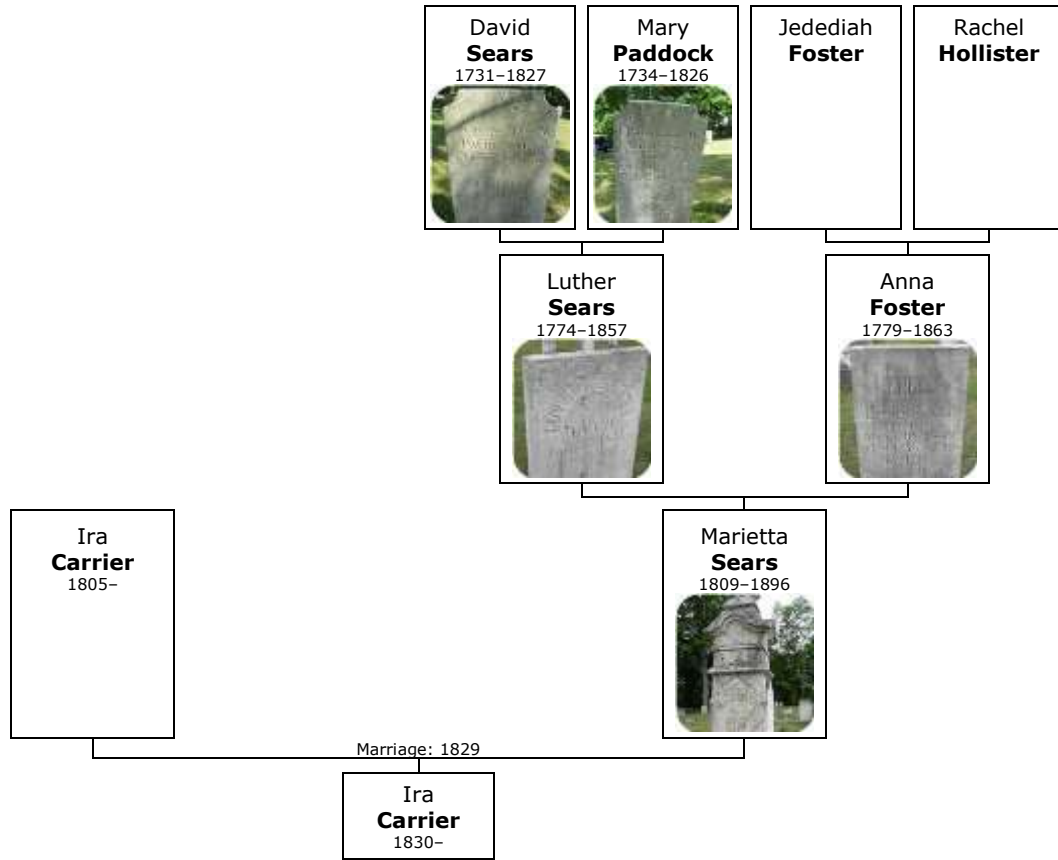 David
Sears
1731–1827
Mary
Paddock
1734–1826
Jedediah
Foster
Rachel
Hollister
Luther
Sears
1774–1857
Anna
Foster
1779–1863
Ira
Carrier
1805–
Marietta
Sears
1809–1896
Marriage: 1829
Ira
Carrier
1830–